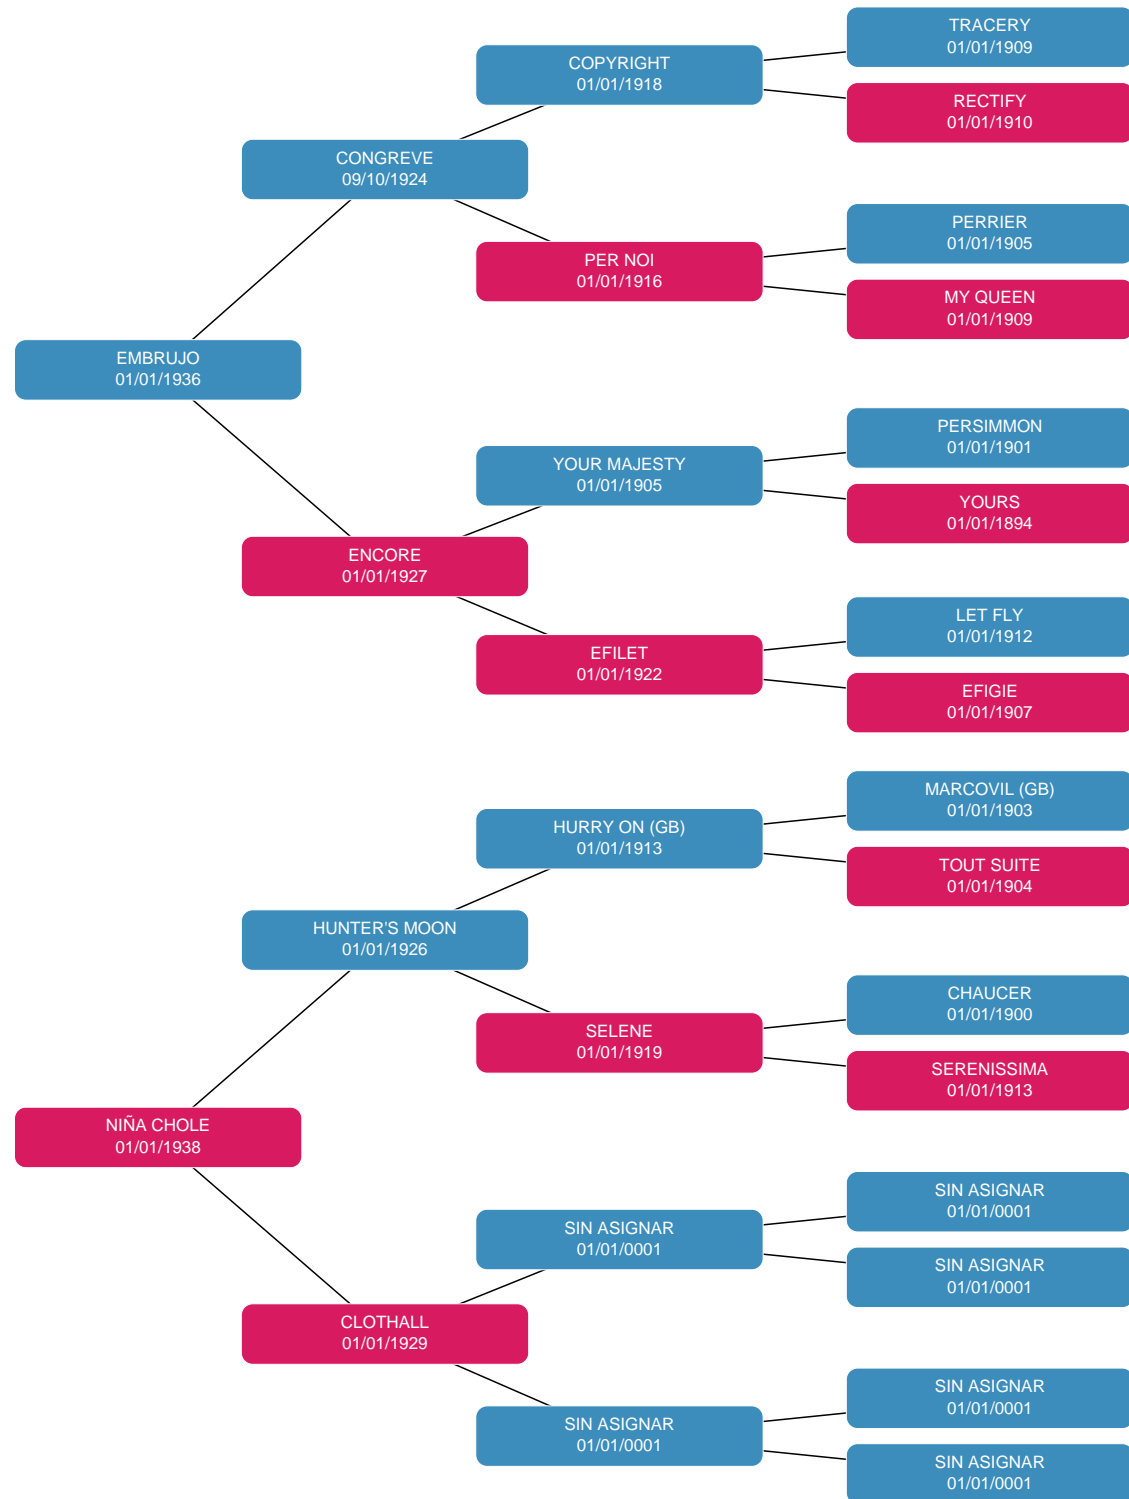 TRACERY
01/01/1909
COPYRIGHT
01/01/1918
RECTIFY
01/01/1910
CONGREVE
09/10/1924
PERRIER
01/01/1905
PER NOI
01/01/1916
MY QUEEN
01/01/1909
EMBRUJO
01/01/1936
PERSIMMON
01/01/1901
YOUR MAJESTY
01/01/1905
YOURS
01/01/1894
ENCORE
01/01/1927
LET FLY
01/01/1912
EFILET
01/01/1922
EFIGIE
01/01/1907
MARCOVIL (GB)
01/01/1903
HURRY ON (GB)
01/01/1913
TOUT SUITE
01/01/1904
HUNTER'S MOON
01/01/1926
CHAUCER
01/01/1900
SELENE
01/01/1919
SERENISSIMA
01/01/1913
NIÑA CHOLE
01/01/1938
SIN ASIGNAR
01/01/0001
SIN ASIGNAR
01/01/0001
SIN ASIGNAR
01/01/0001
CLOTHALL
01/01/1929
SIN ASIGNAR
01/01/0001
SIN ASIGNAR
01/01/0001
SIN ASIGNAR
01/01/0001